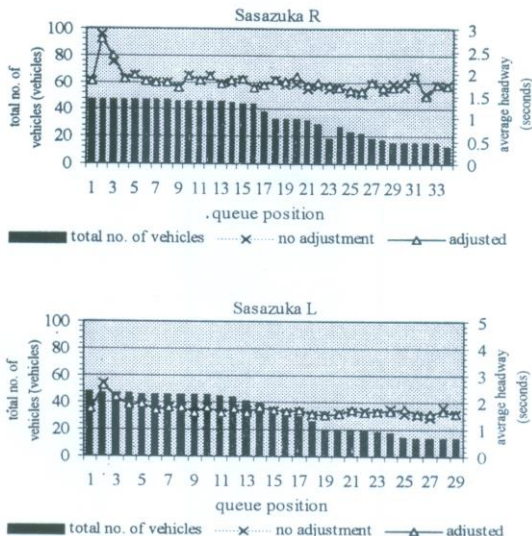 Sasazuka R
total no. of
vehicles (vehicles)
100
80
60
40
20
0
3
2.5
2
1.5
1
0.5
0
average headway
(seconds)
1 3 5 7 9 11 13 15 17 19 21 23 25 27 29 31 33
.queue position
total no. of vehicles no adjustment adjusted
Sasazuka L
total no. of
vehicles (vehicles)
100
80
60
40
20
0
5
4
3
2
1
0
average headway
(seconds)
1 3 5 7 9 11 13 15 17 19 21 23 25 27 29
queue position
total no. of vehicles no adjustment adjusted